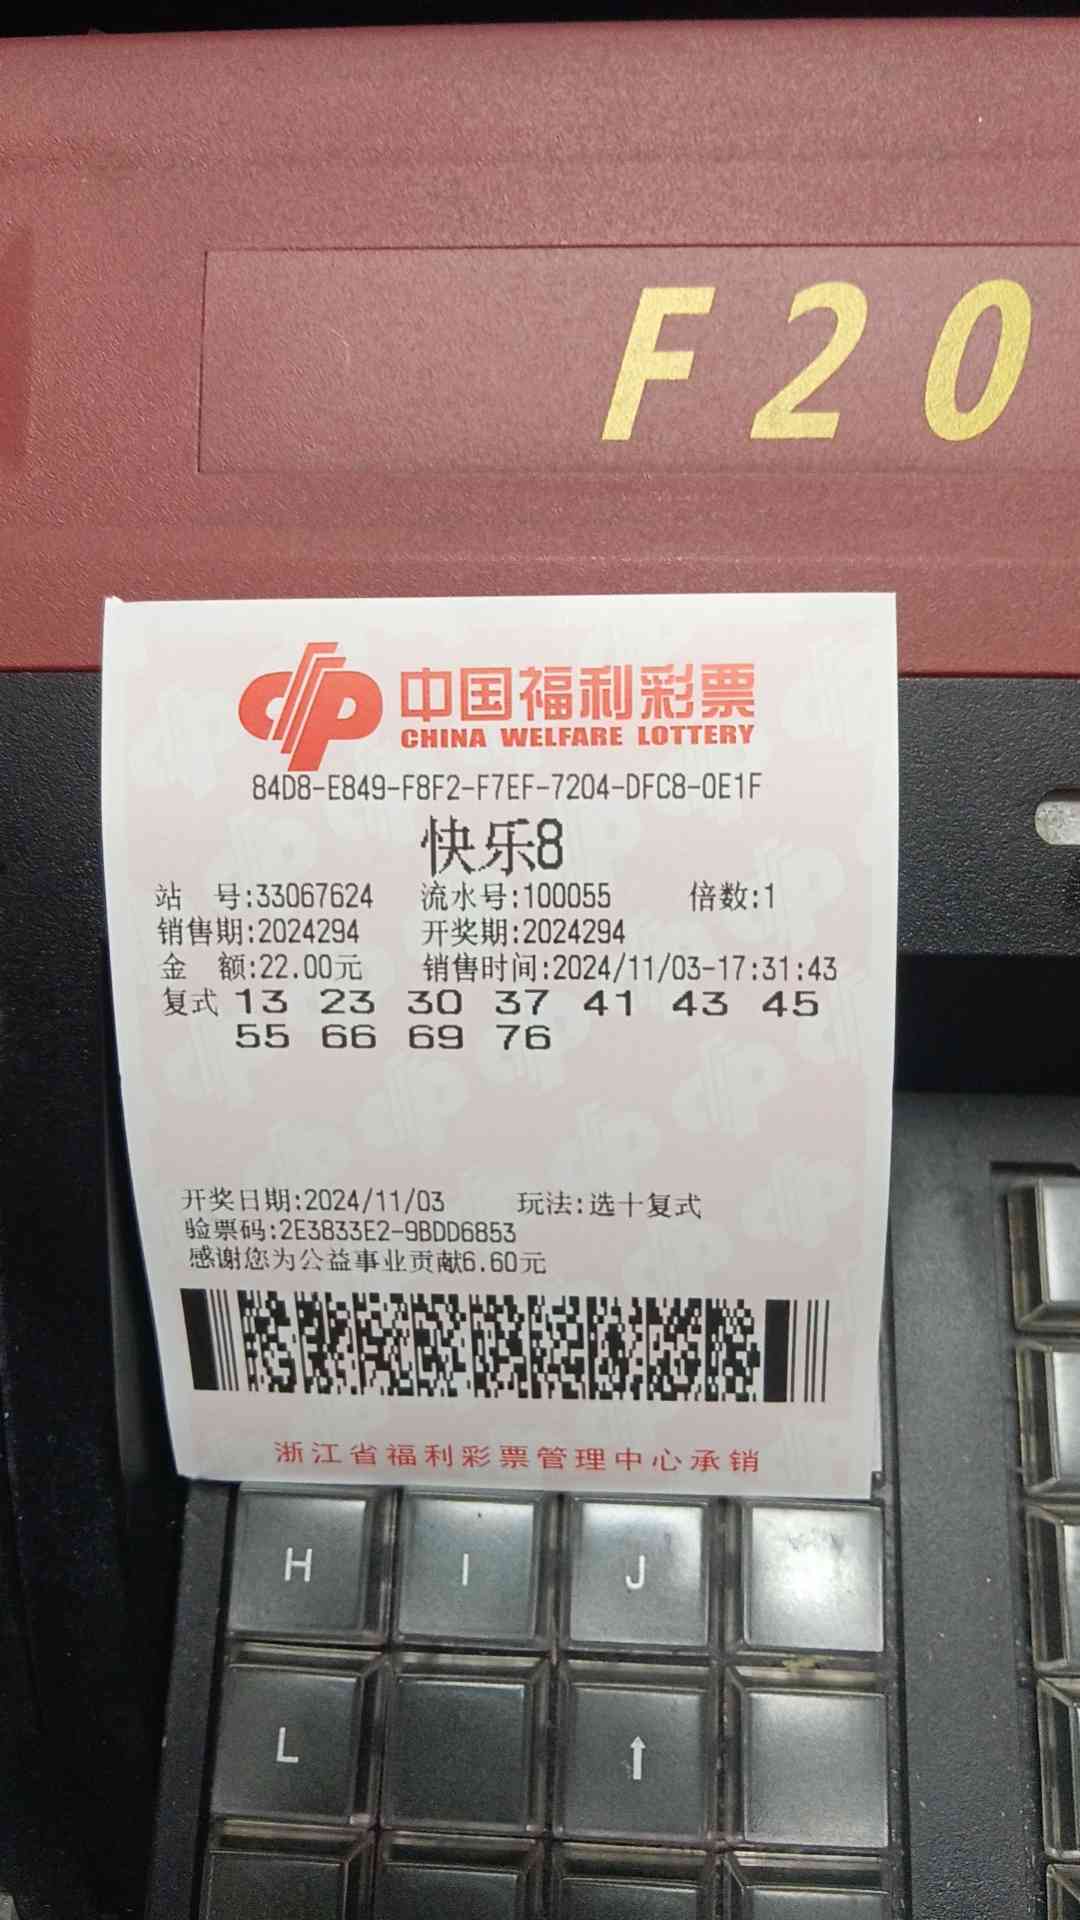 F20
中国福利彩票
CHINA WELFARE LOTTERY
84D8-E849-F8F2-F7EF-7204-DFC8-0E1F
快乐8
站 号:33067624 流水号:100055 倍数:1
销售期:2024294 开奖期:2024294
金 额:22.00元 销售时间:2024/11/03-17:31:43
复式 13 23 30 37 41 43 45
55 66 69 76
开奖日期:2024/11/03 玩法:选十复式
验票码:2E3833E2-9BDD6853
感谢您为公益事业贡献6.60元
浙江省福利彩票管理中心承销
H I J
L ↑